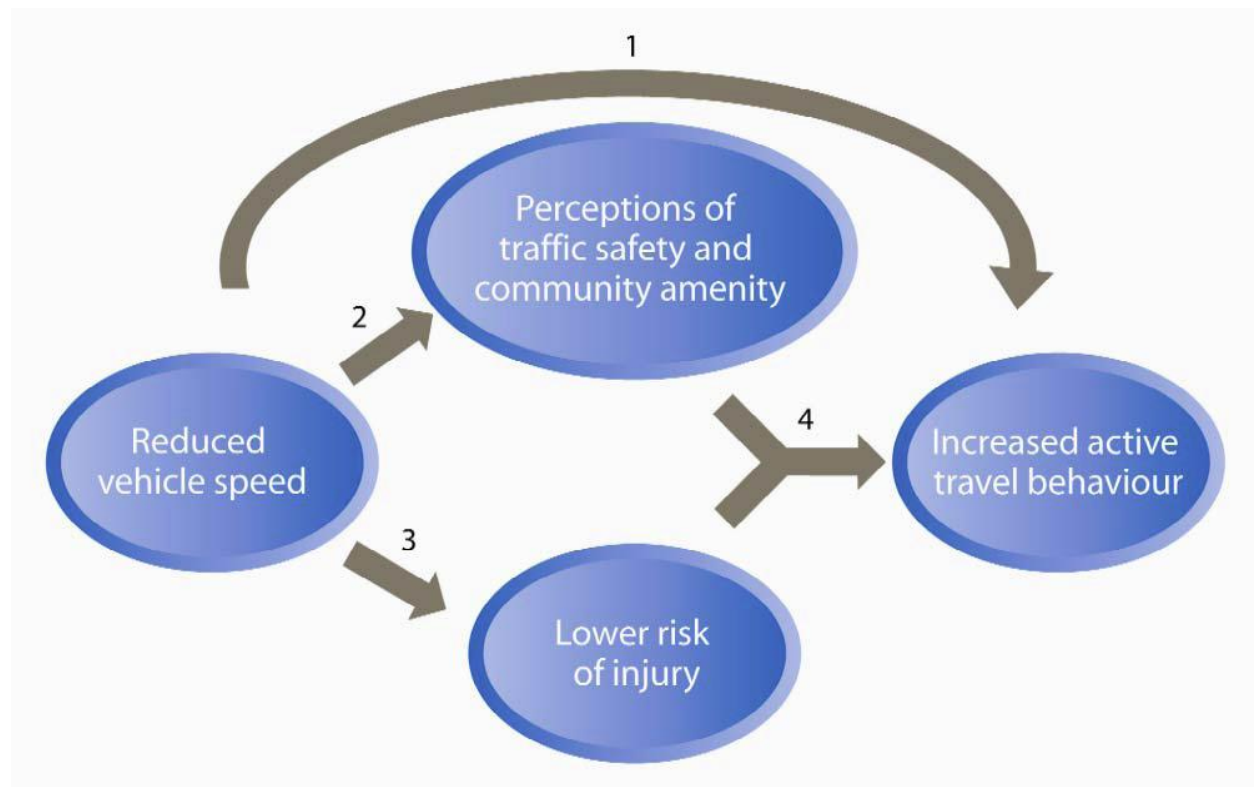 1
Perceptions of
traffic safety and
community amenity
2
Reduced
vehicle speed
4
Increased active
travel behaviour
3
Lower risk
of injury